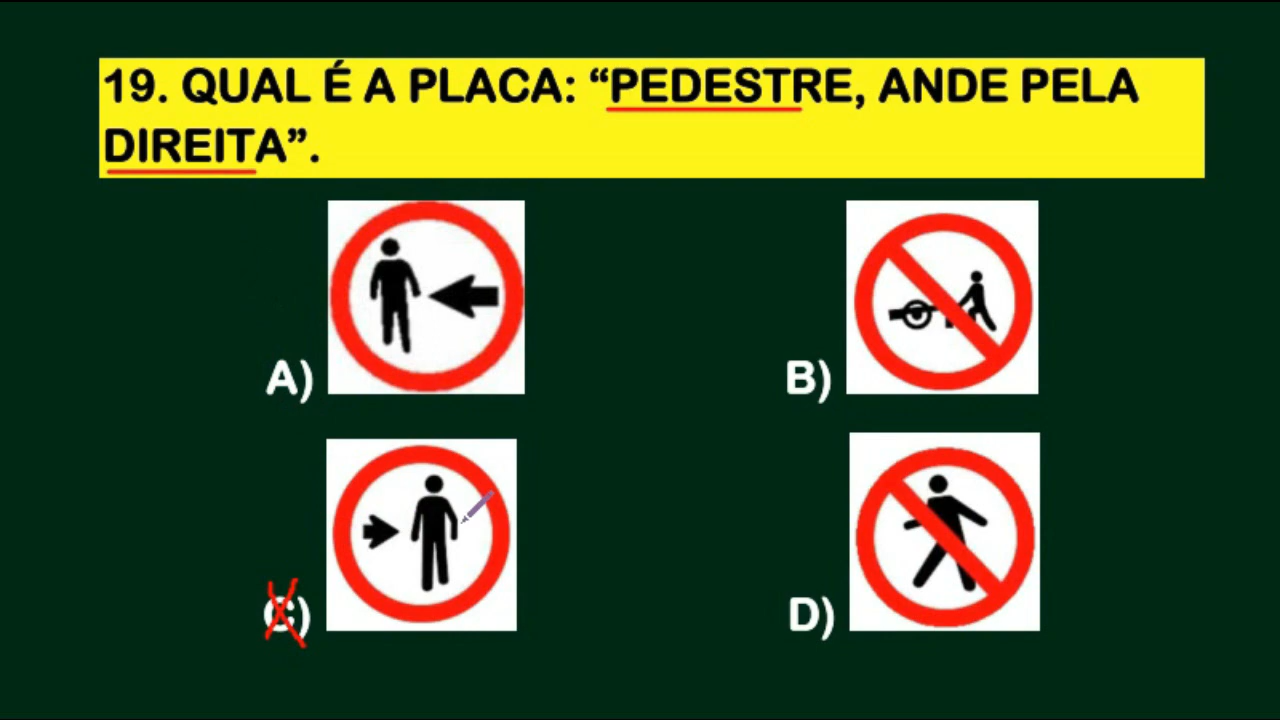 19. QUAL É A PLACA: “PEDESTRE, ANDE PELA
DIREITA”.
A)
B)
C)
D)